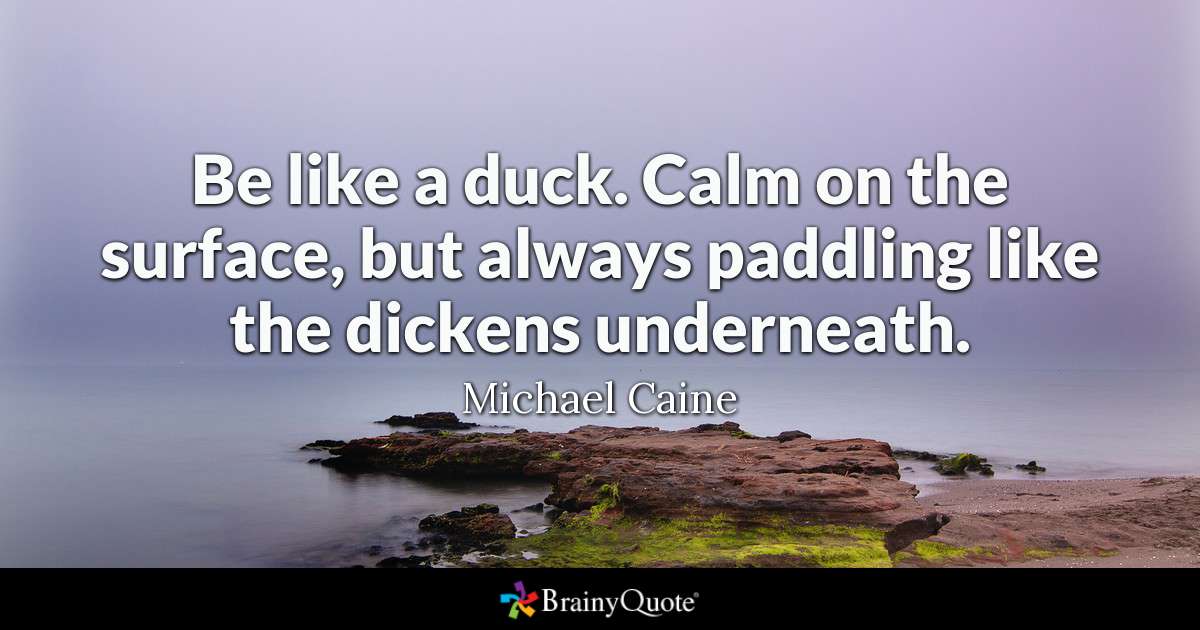 Be like a duck. Calm on the
surface, but always paddling like
the dickens underneath.
Michael Caine
BrainyQuote®